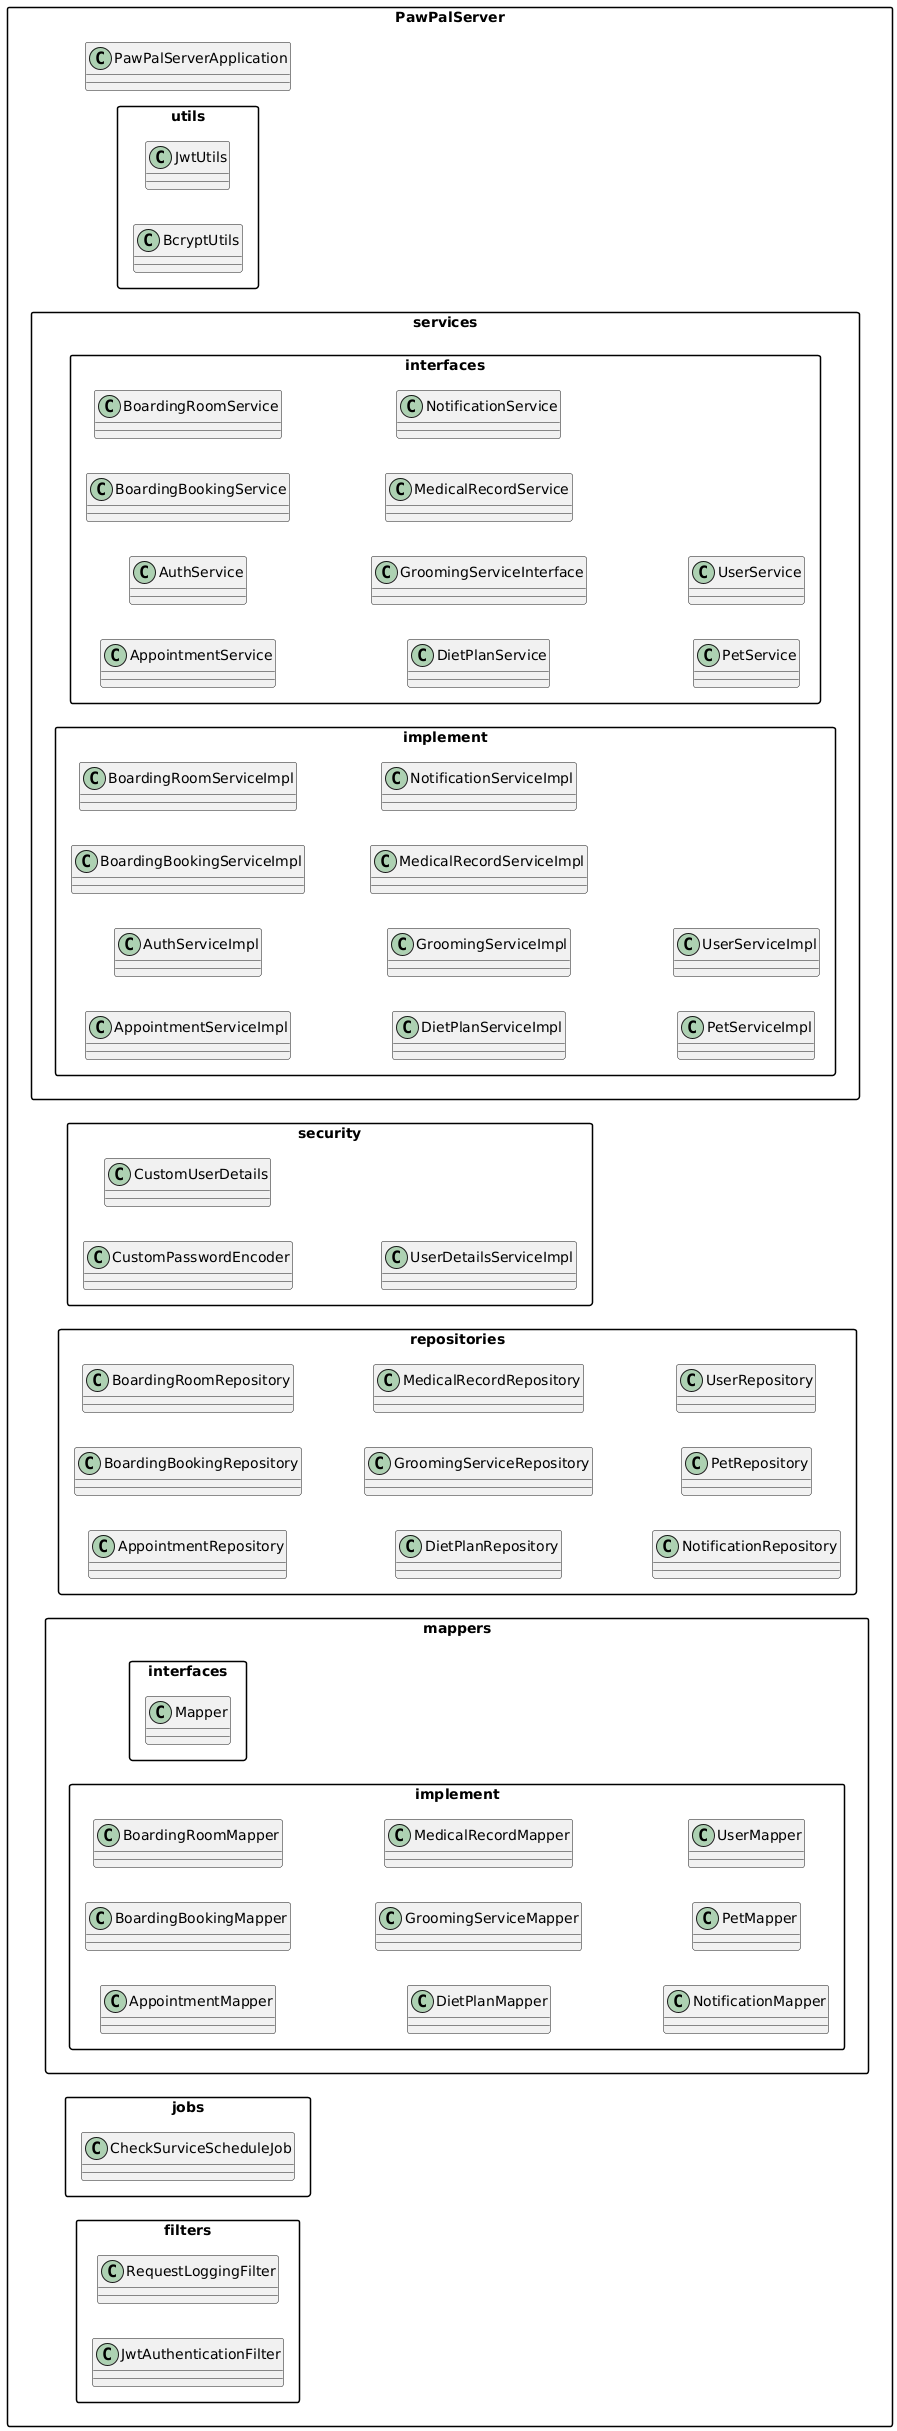 PawPalServer
C PawPalServerApplication
utils
C JwtUtils
C BcryptUtils
services
interfaces
C BoardingRoomService C NotificationService
C BoardingBookingService C MedicalRecordService
C AuthService C GroomingServiceInterface C UserService
C AppointmentService C DietPlanService C PetService
implement
C BoardingRoomServiceImpl C NotificationServiceImpl
C BoardingBookingServiceImpl C MedicalRecordServiceImpl
C AuthServiceImpl C GroomingServiceImpl C UserServiceImpl
C AppointmentServiceImpl C DietPlanServiceImpl C PetServiceImpl
security
C CustomUserDetails
C CustomPasswordEncoder C UserDetailsServiceImpl
repositories
C BoardingRoomRepository C MedicalRecordRepository C UserRepository
C BoardingBookingRepository C GroomingServiceRepository C PetRepository
C AppointmentRepository C DietPlanRepository C NotificationRepository
mappers
interfaces
C Mapper
implement
C BoardingRoomMapper C MedicalRecordMapper C UserMapper
C BoardingBookingMapper C GroomingServiceMapper C PetMapper
C AppointmentMapper C DietPlanMapper C NotificationMapper
jobs
C CheckSurviceScheduleJob
filters
C RequestLoggingFilter
C JwtAuthenticationFilter